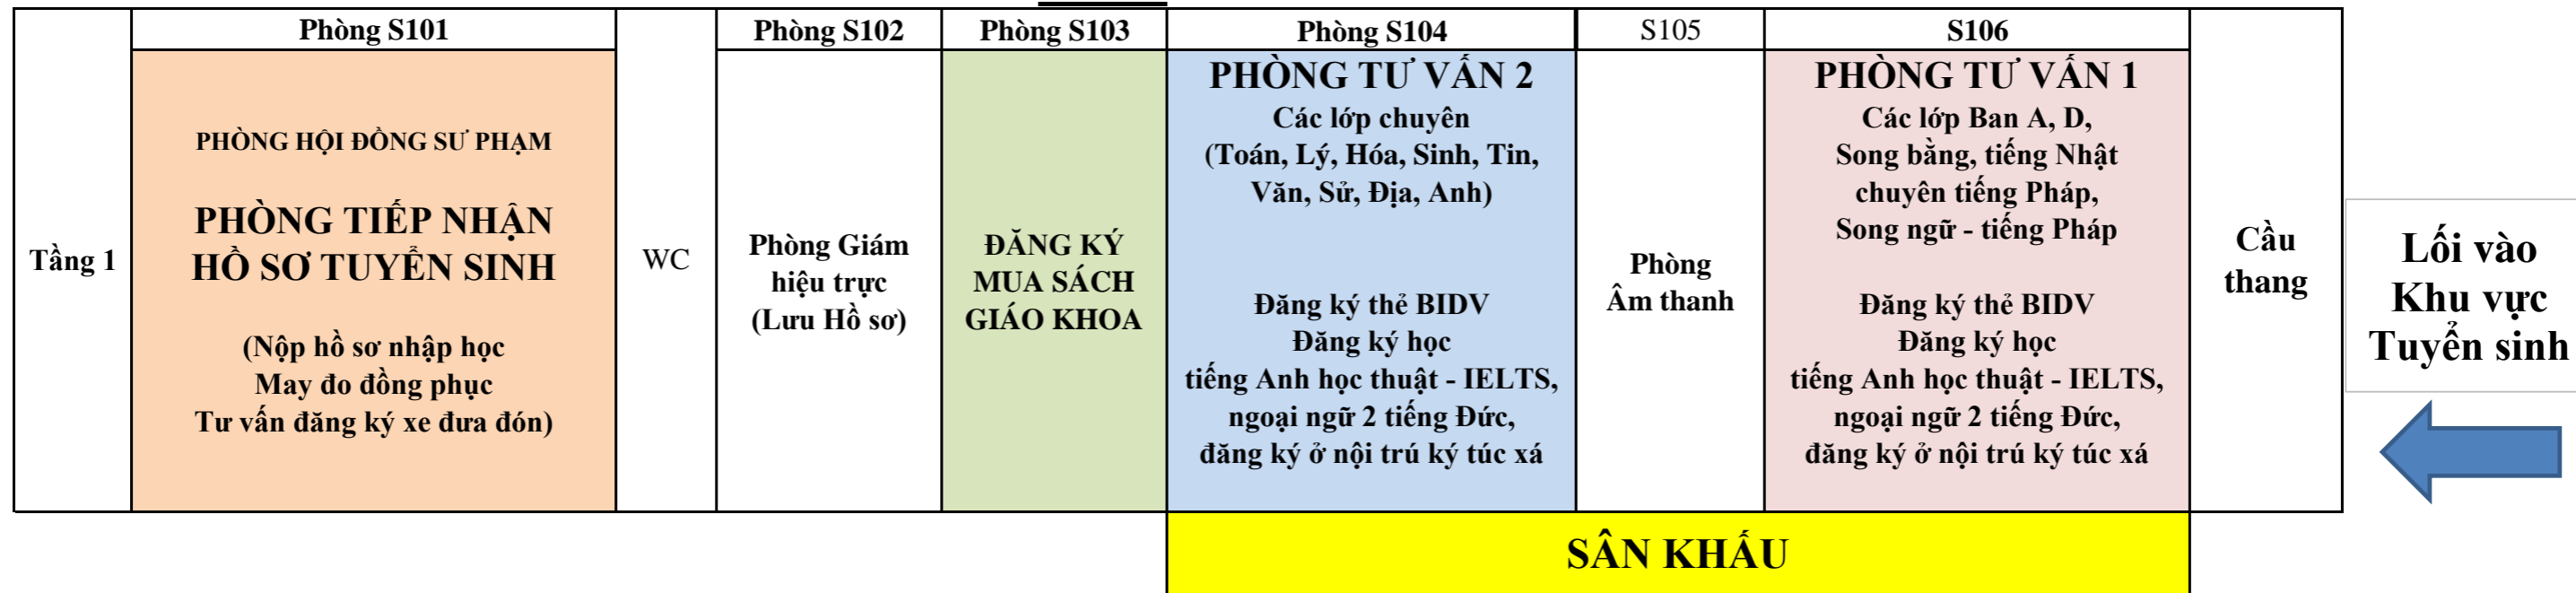 Tầng 1
Phòng S101
PHÒNG HỘI ĐỒNG SƯ PHẠM
PHÒNG TIẾP NHẬN
HỒ SƠ TUYỂN SINH
(Nộp hồ sơ nhập học
May đo đồng phục
Tư vấn đăng ký xe đưa đón)
WC
Phòng S102
Phòng Giám
hiệu trực
(Lưu Hồ sơ)
Phòng S103
ĐĂNG KÝ
MUA SÁCH
GIÁO KHOA
Phòng S104
PHÒNG TƯ VẤN 2
Các lớp chuyên
(Toán, Lý, Hóa, Sinh, Tin,
Văn, Sử, Địa, Anh)
Đăng ký thẻ BIDV
Đăng ký học
tiếng Anh học thuật - IELTS,
ngoại ngữ 2 tiếng Đức,
đăng ký ở nội trú ký túc xá
S105
Phòng
Âm thanh
S106
PHÒNG TƯ VẤN 1
Các lớp Ban A, D,
Song bằng, tiếng Nhật
chuyên tiếng Pháp,
Song ngữ - tiếng Pháp
Đăng ký thẻ BIDV
Đăng ký học
tiếng Anh học thuật - IELTS,
ngoại ngữ 2 tiếng Đức,
đăng ký ở nội trú ký túc xá
Cầu
thang
Lối vào
Khu vực
Tuyển sinh
SÂN KHẤU